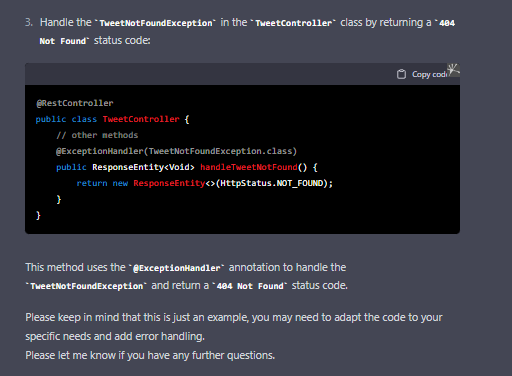 3. Handle the `TweetNotFoundException` in the `TweetController` class by returning a `404
Not Found` status code:
Copy code
@RestController
public class TweetController {
// other methods
@ExceptionHandler(TweetNotFoundException.class)
public ResponseEntity<Void> handleTweetNotFound() {
return new ResponseEntity<>(HttpStatus.NOT_FOUND);
}
}
This method uses the `@ExceptionHandler` annotation to handle the
`TweetNotFoundException` and return a `404 Not Found` status code.
Please keep in mind that this is just an example, you may need to adapt the code to your
specific needs and add error handling.
Please let me know if you have any further questions.